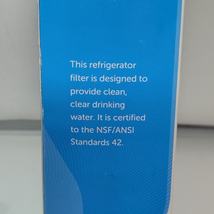 This refrigerator
filter is designed to
provide clean,
clear drinking
water. It is certified
to the NSF/ANSI
Standards 42.